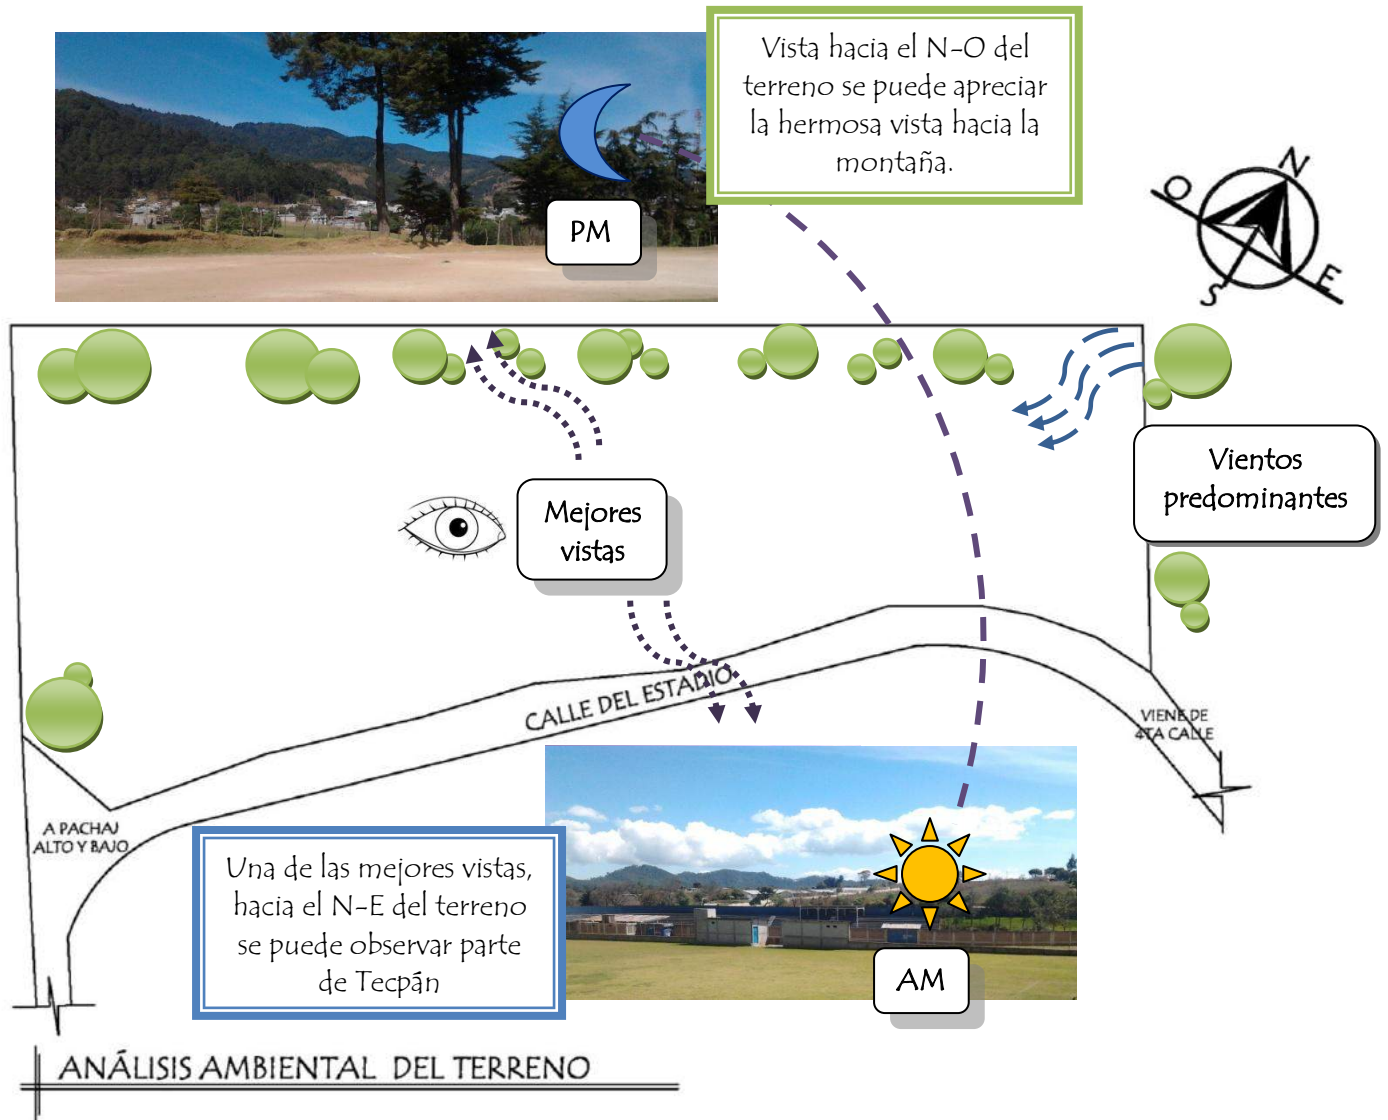 Vista hacia el N-O del
terreno se puede apreciar
la hermosa vista hacia la
montaña.
PM
N
O
E
S
Vientos
predominantes
Mejores
vistas
CALLE DEL ESTADIO
VIENE DE
4TA CALLE
A PACHAJ
ALTO Y BAJO
Una de las mejores vistas,
hacia el N-E del terreno
se puede observar parte
de Tecpán
AM
ANÁLISIS AMBIENTAL DEL TERRENO